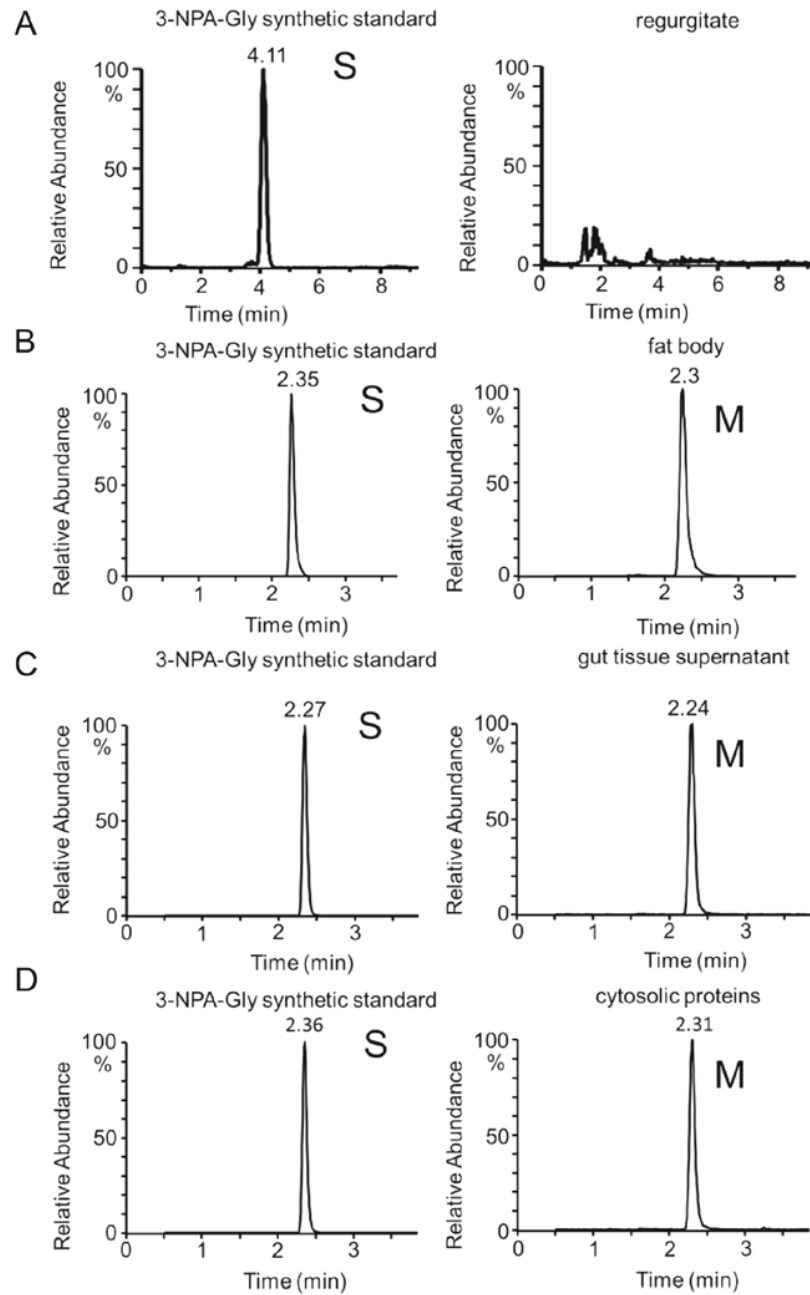 A
3-NPA-Gly synthetic standard
regurgitate
4.11
S
100
%
50
0
Relative Abundance
0 2 4 6 8
Time (min)
100
%
50
0
Relative Abundance
0 2 4 6 8
Time (min)
B
3-NPA-Gly synthetic standard
fat body
2.35
S
100
%
50
0
Relative Abundance
0 1 2 3
Time (min)
2.3
M
100
%
50
0
Relative Abundance
0 1 2 3
Time (min)
C
3-NPA-Gly synthetic standard
gut tissue supernatant
2.27
S
100
%
50
0
Relative Abundance
0 1 2 3
Time (min)
2.24
M
100
%
50
0
Relative Abundance
0 1 2 3
Time (min)
D
3-NPA-Gly synthetic standard
cytosolic proteins
2.36
S
100
%
50
0
Relative Abundance
0 1 2 3
Time (min)
2.31
M
100
%
50
0
Relative Abundance
0 1 2 3
Time (min)